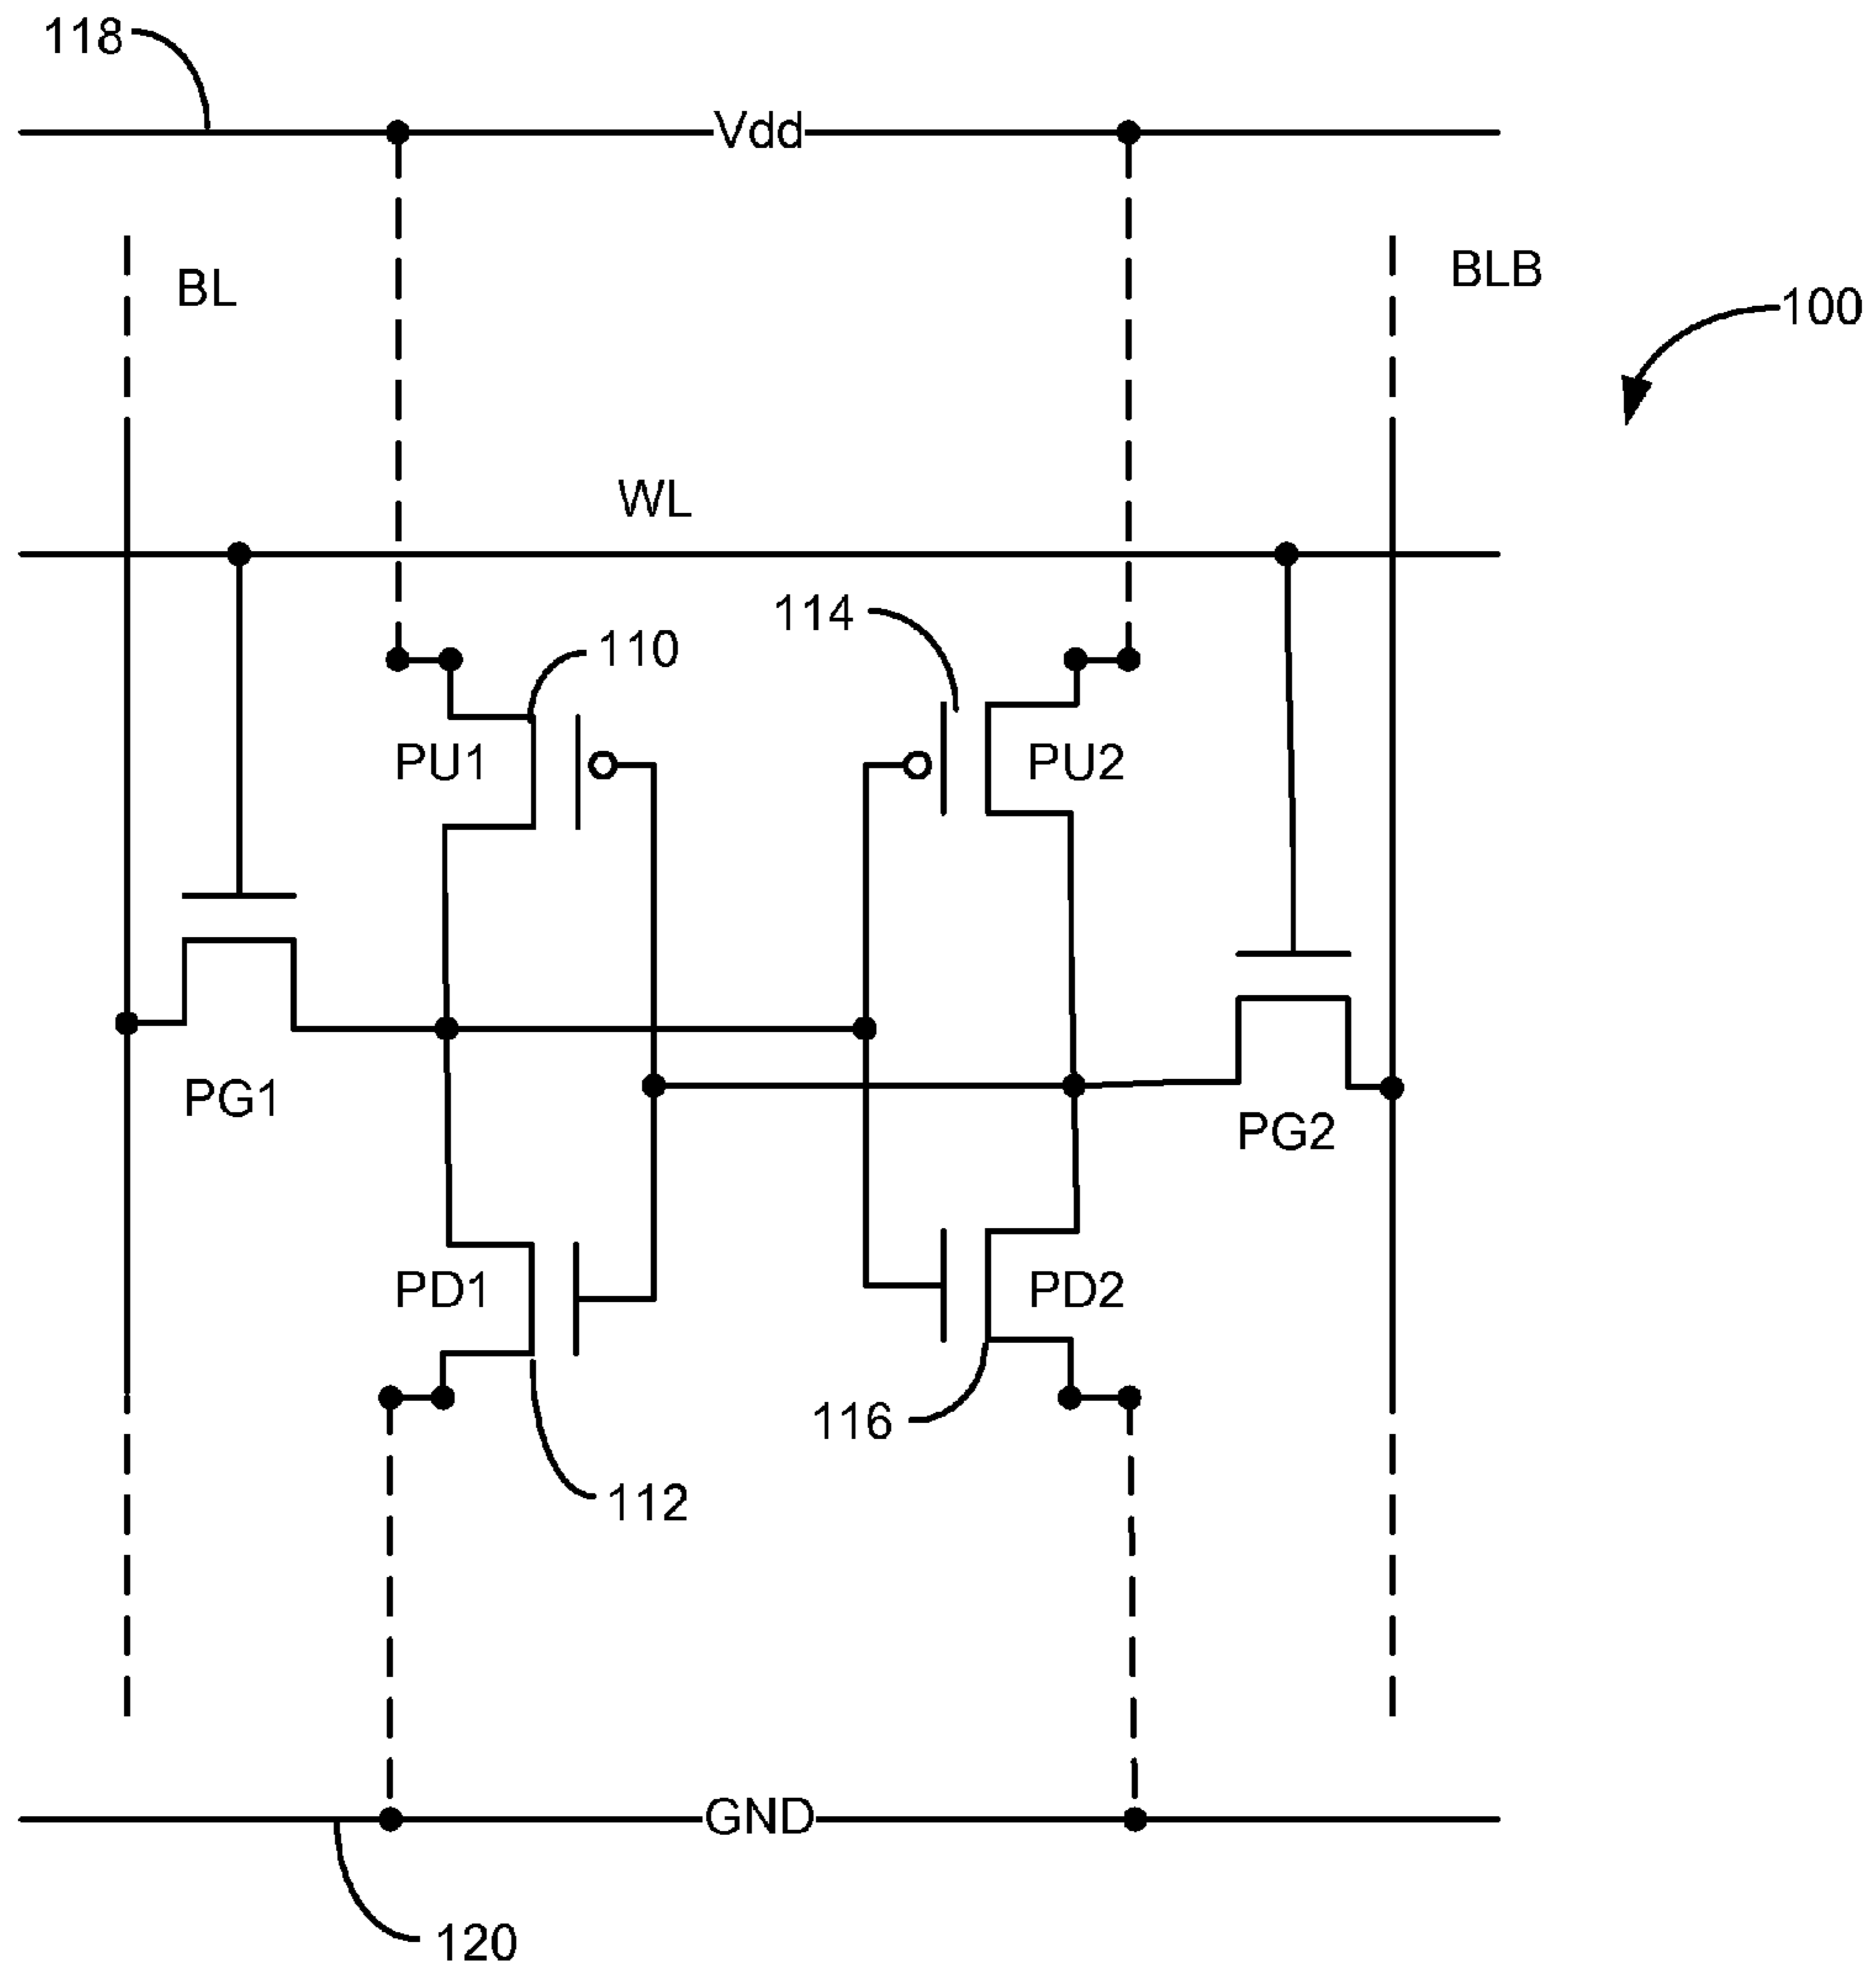 118
Vdd
BL
BLB
100
WL
114
110
PU1
PU2
PG1
PG2
PD1
PD2
116
112
GND
120